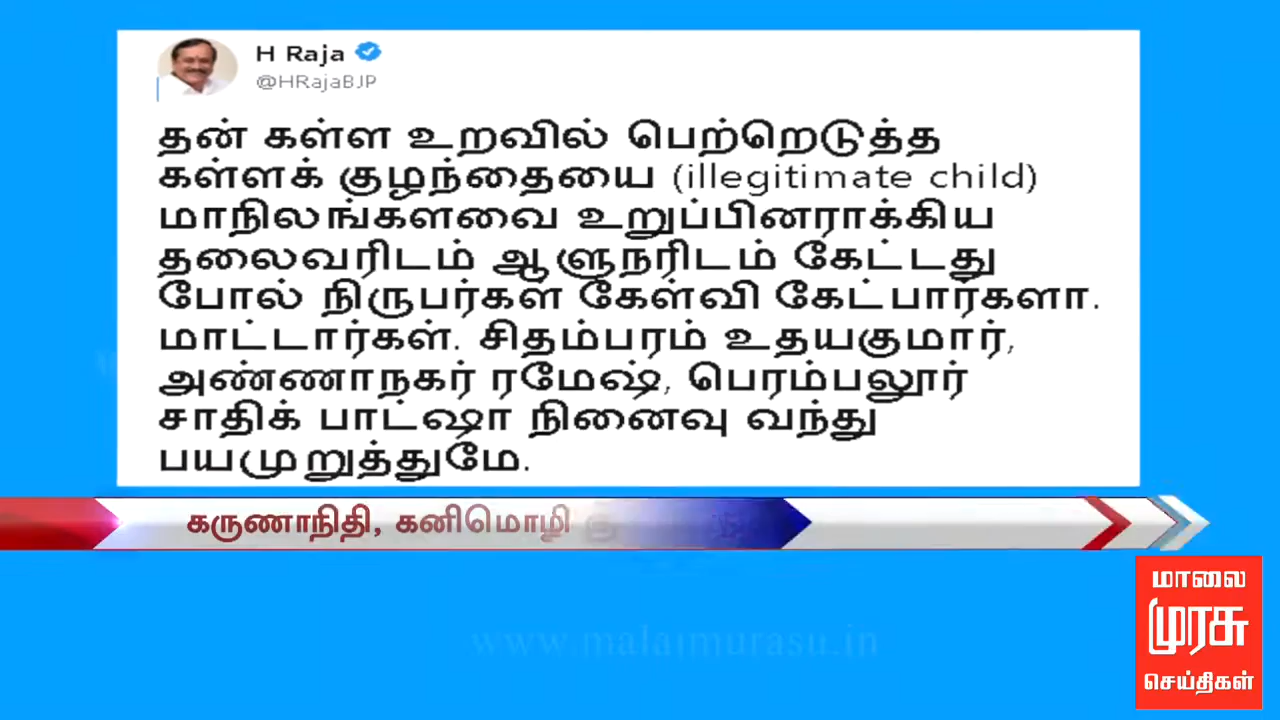 H Raja
@HRajaBJP
தன் கள்ள உறவில் பெற்றெடுத்த
கள்ளக் குழந்தையை (illegitimate child)
மாநிலங்களவை உறுப்பினராக்கிய
தலைவரிடம் ஆளுநரிடம் கேட்டது
போல் நிருபர்கள் கேள்வி கேட்பார்களா.
மாட்டார்கள். சிதம்பரம் உதயகுமார்,
அண்ணாநகர் ரமேஷ், பெரம்பலூர்
சாதிக் பாட்ஷா நினைவு வந்து
பயமுறுத்துமே.
கருணாநிதி, கனிமொழி
www.malaimurasu.in
மாலை
முரசு
செய்திகள்